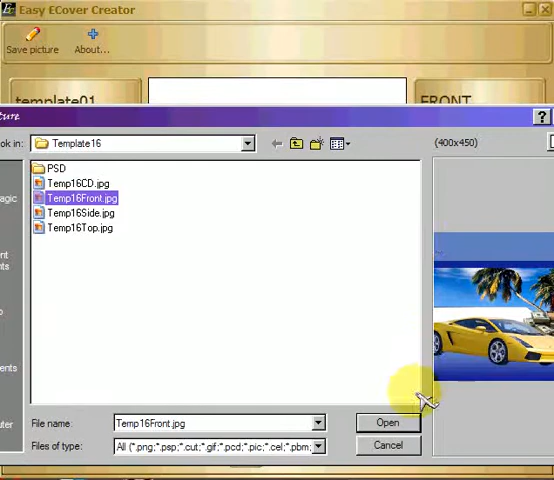 Easy ECover Creator
Save picture
About...
template01
FRONT
cture
ok in:
Template16
(400x450)
PSD
Temp16CD.jpg
Temp16Front.jpg
Temp16Side.jpg
Temp16Top.jpg
File name:
Temp16Front.jpg
Open
Files of type:
All (*.png;*.psp;*.cut;*.gif;*.pcd;*.pic;*.cel;*.pbm;
Cancel